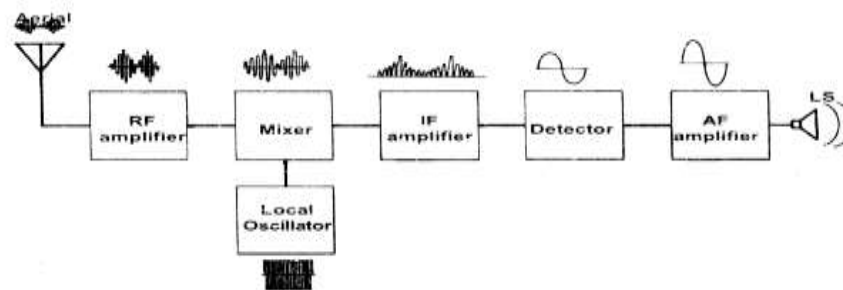 Aerial
RF
amplifier
Mixer
IF
amplifier
Detector
AF
amplifier
LS
Local
Oscillator